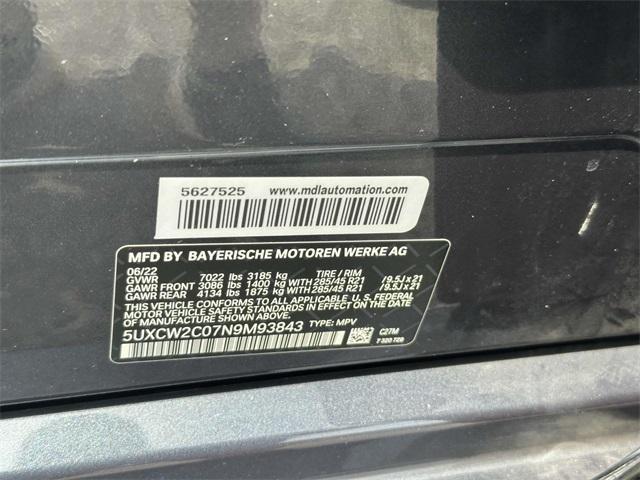 5627525 www.mdlautomation.com
MFD BY BAYERISCHE MOTOREN WERKE AG
06/22
GVWR 7022 lbs 3185 kg TIRE / RIM
GAWR FRONT 3086 lbs 1400 kg WITH 285/45 R21 /9.5J x 21
GAWR REAR 4134 lbs 1875 kg WITH 285/45 R21 /9.5J x 21
THIS VEHICLE CONFORMS TO ALL APPLICABLE U.S. FEDERAL
MOTOR VEHICLE SAFETY STANDARDS IN EFFECT
ON THE DATE OF MANUFACTURE SHOWN ABOVE.
5UXCW2C07N9M93843 TYPE: MPV
C27M
7 320 728